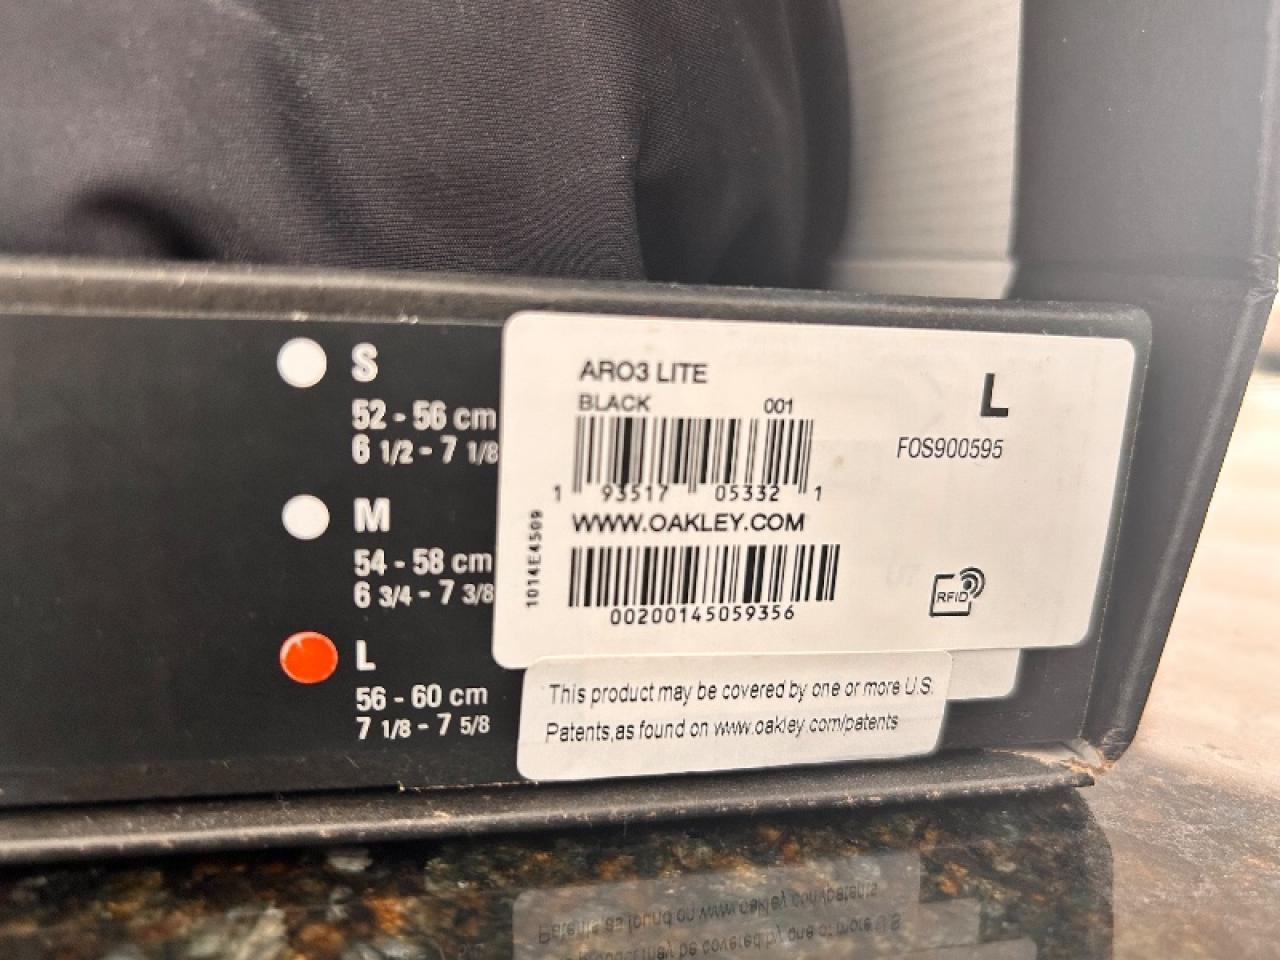 S
52 - 56 cm
6 1/2 - 7 1/8
M
54 - 58 cm
6 3/4 - 7 3/8
L
56 - 60 cm
7 1/8 - 7 5/8
ARO3 LITE
BLACK 001
L
FOS900595
1 93517 05332 1
WWW.OAKLEY.COM
1014E4509
00200145059356
RFID
This product may be covered by one or more U.S.
Patents,as found on www.oakley.com/patents